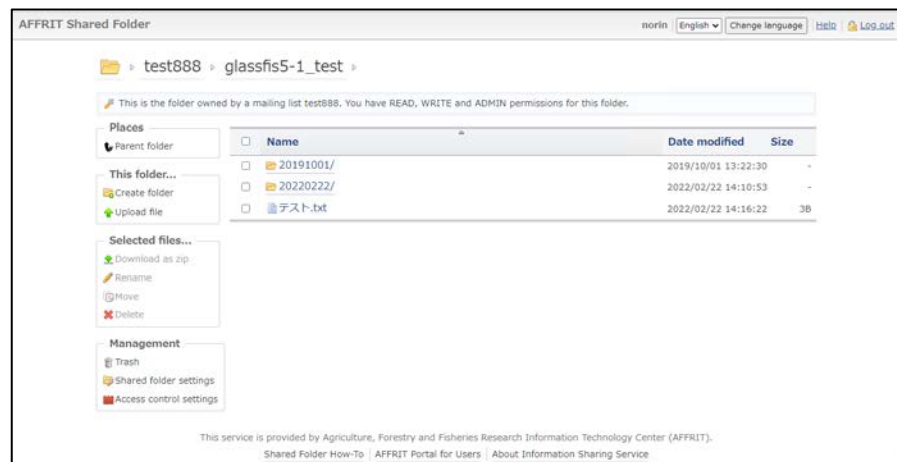 AFFRIT Shared Folder norin English Change language Help Log out
test888 glassfis5-1_test
This is the folder owned by a mailing list test888. You have READ, WRITE and ADMIN permissions for this folder.
Places
Parent folder
This folder...
Create folder
Upload file
Selected files...
Download as zip
Rename
Move
Delete
Management
Trash
Shared folder settings
Access control settings
Name Date modified Size
20191001/ 2019/10/01 13:22:30 -
20220222/ 2022/02/22 14:10:53 -
テスト.txt 2022/02/22 14:16:22 3B
This service is provided by Agriculture, Forestry and Fisheries Research Information Technology Center (AFFRIT).
Shared Folder How-To AFFRIT Portal for Users About Information Sharing Service